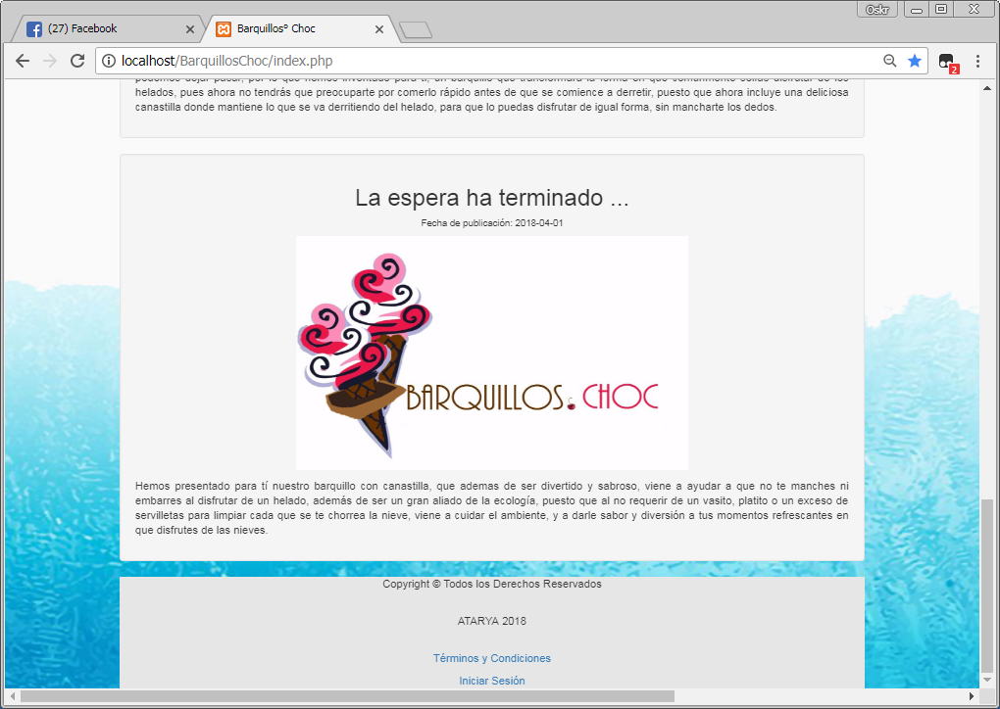 Oskr
(27) Facebook
Barquillos° Choc
localhost/BarquillosChoc/index.php
2
podemos dejar pasar, por lo que hemos inventado para tí, un barquillo que transformará la forma en que comúnmente solías disfrutar de los
helados, pues ahora no tendrás que preocuparte por comerlo rápido antes de que se comience a derretir, puesto que ahora incluye una deliciosa
canastilla donde mantiene lo que se va derritiendo del helado, para que lo puedas disfrutar de igual forma, sin mancharte los dedos.
La espera ha terminado ...
Fecha de publicación: 2018-04-01
BARQUILLOS. CHOC
Hemos presentado para tí nuestro barquillo con canastilla, que ademas de ser divertido y sabroso, viene a ayudar a que no te manches ni
embarres al disfrutar de un helado, además de ser un gran aliado de la ecología, puesto que al no requerir de un vasito, platito o un exceso de
servilletas para limpiar cada que se te chorrea la nieve, viene a cuidar el ambiente, y a darle sabor y diversión a tus momentos refrescantes en
que disfrutes de las nieves.
Copyright © Todos los Derechos Reservados
ATARYA 2018
Términos y Condiciones
Iniciar Sesión